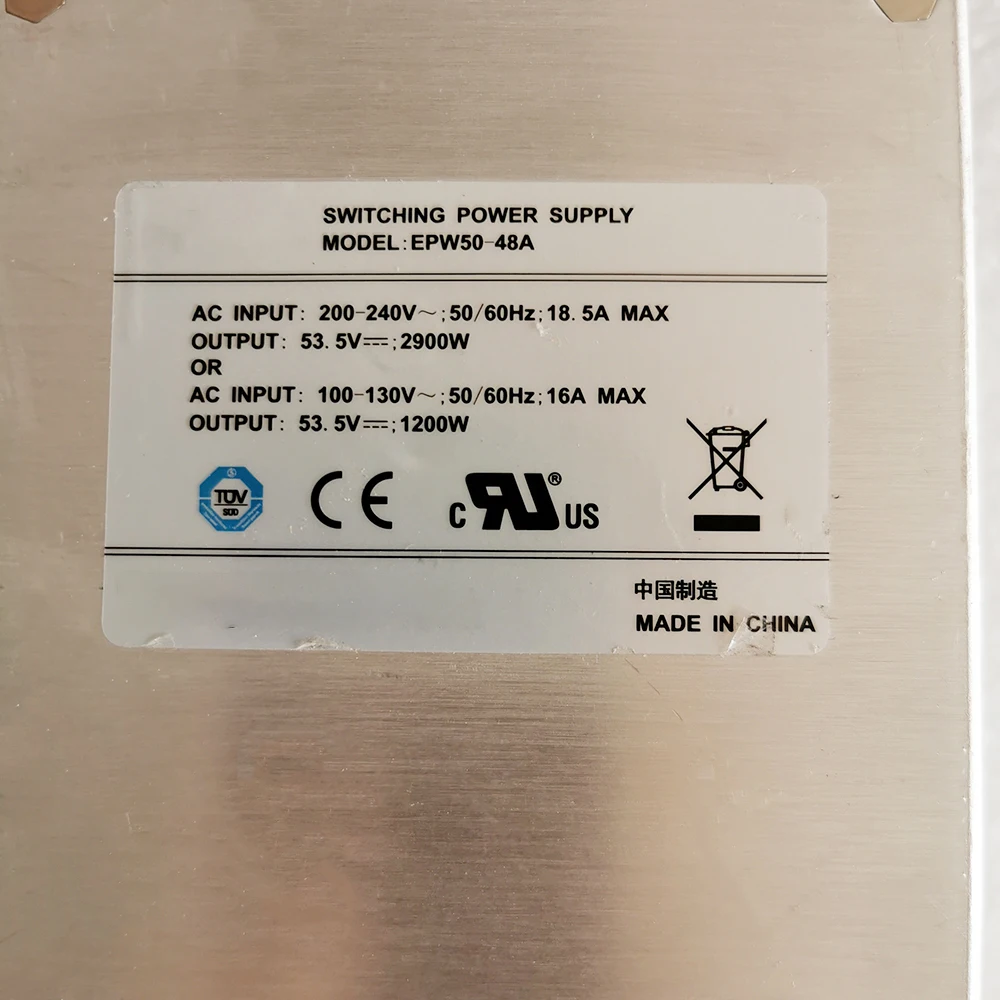 SWITCHING POWER SUPPLY
MODEL:EPW50-48A
AC INPUT: 200-240V～;50/60Hz;18.5A MAX
OUTPUT: 53.5V⎓;2900W
OR
AC INPUT: 100-130V～;50/60Hz;16A MAX
OUTPUT: 53.5V⎓;1200W
TÜV
SÜD
CE
c RU® US
中国制造
MADE IN CHINA